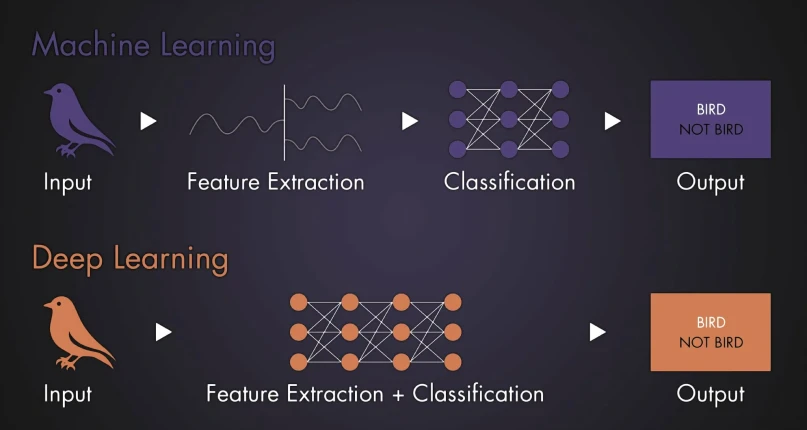 Machine Learning
Input
Feature Extraction
Classification
BIRD
NOT BIRD
Output
Deep Learning
Input
Feature Extraction + Classification
BIRD
NOT BIRD
Output